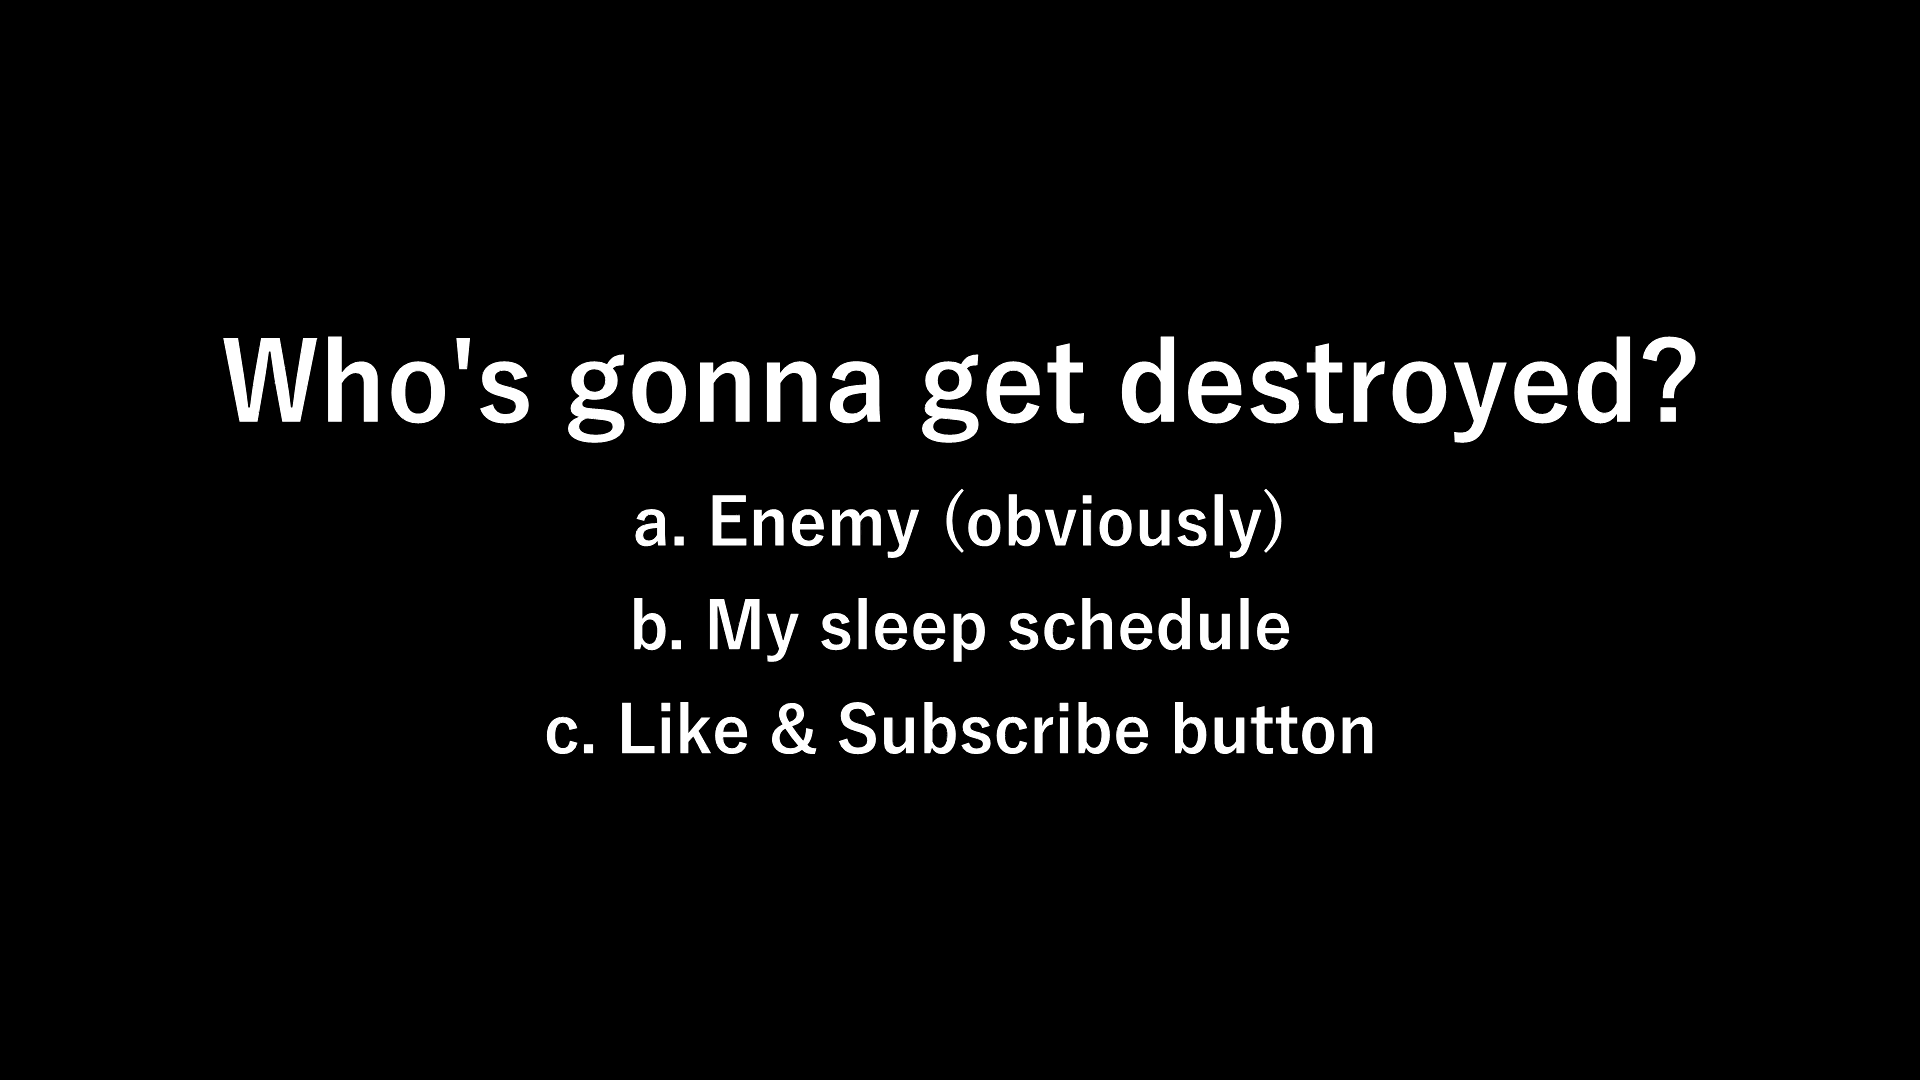 Who's gonna get destroyed?
a. Enemy (obviously)
b. My sleep schedule
c. Like & Subscribe button